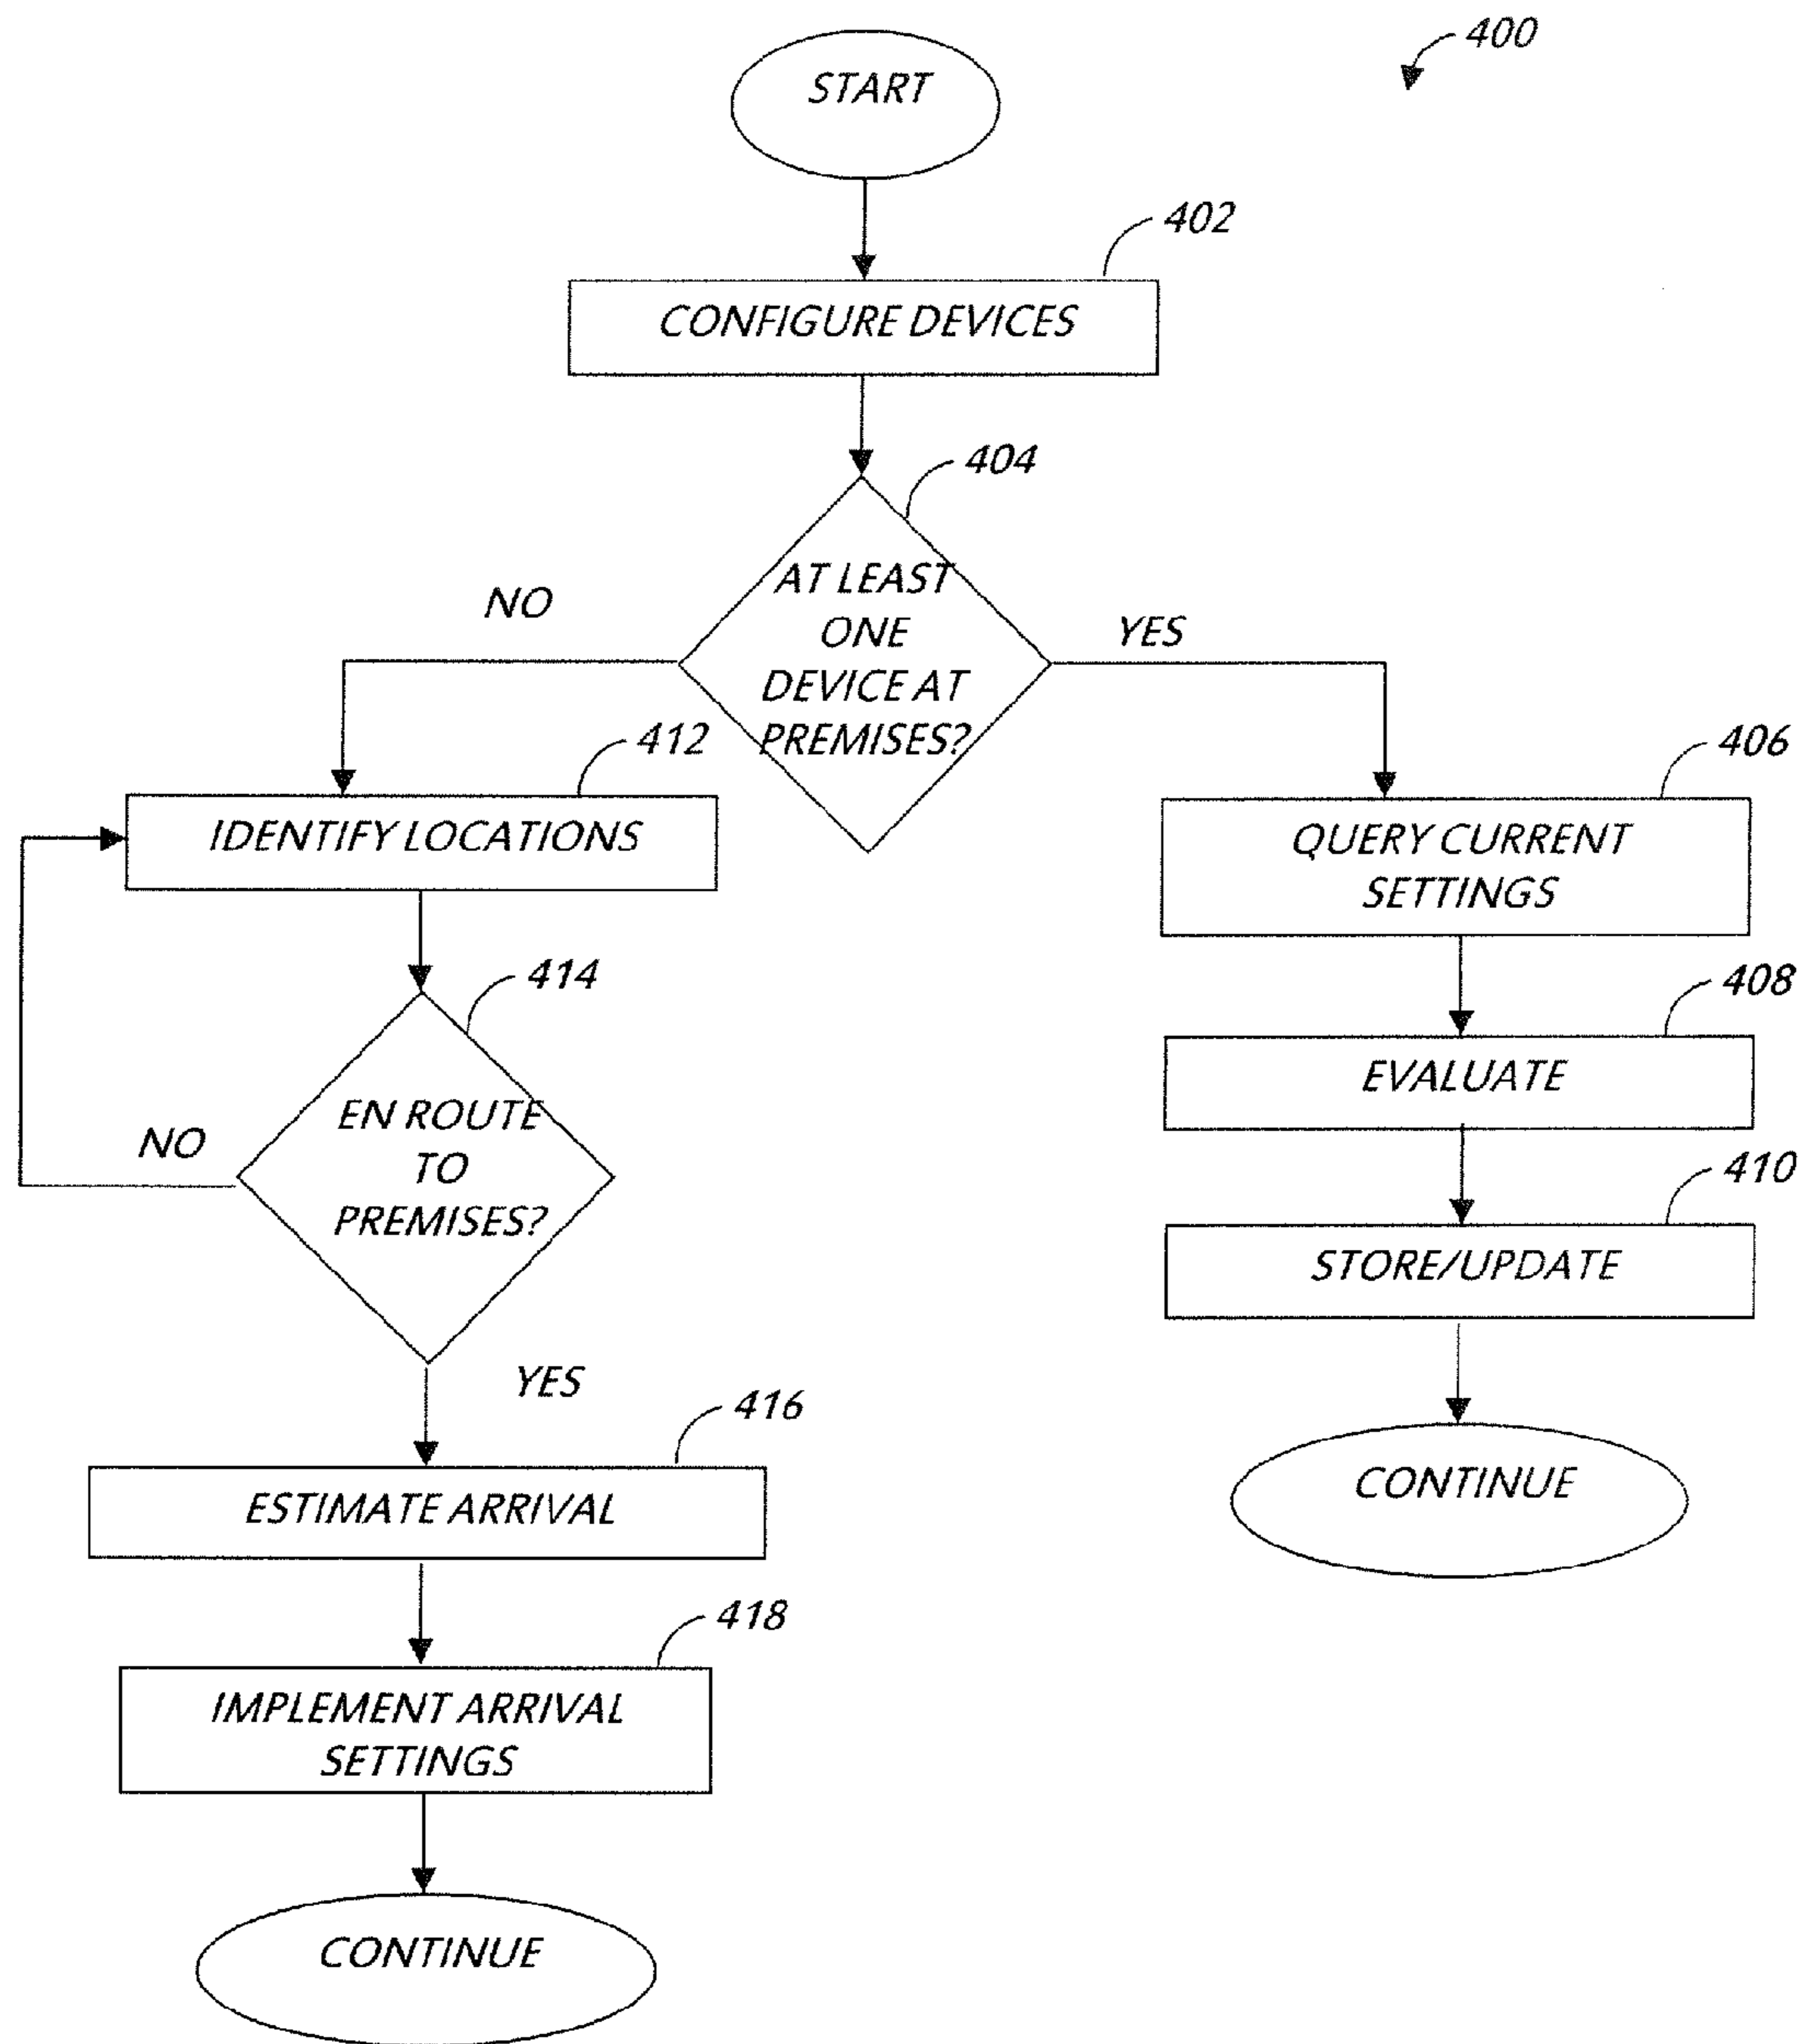 400
START
402
CONFIGURE DEVICES
404
AT LEAST
ONE
DEVICE AT
PREMISES?
NO
YES
412
IDENTIFY LOCATIONS
406
QUERY CURRENT
SETTINGS
414
EN ROUTE
TO
PREMISES?
NO
YES
408
EVALUATE
410
STORE/UPDATE
CONTINUE
416
ESTIMATE ARRIVAL
418
IMPLEMENT ARRIVAL
SETTINGS
CONTINUE